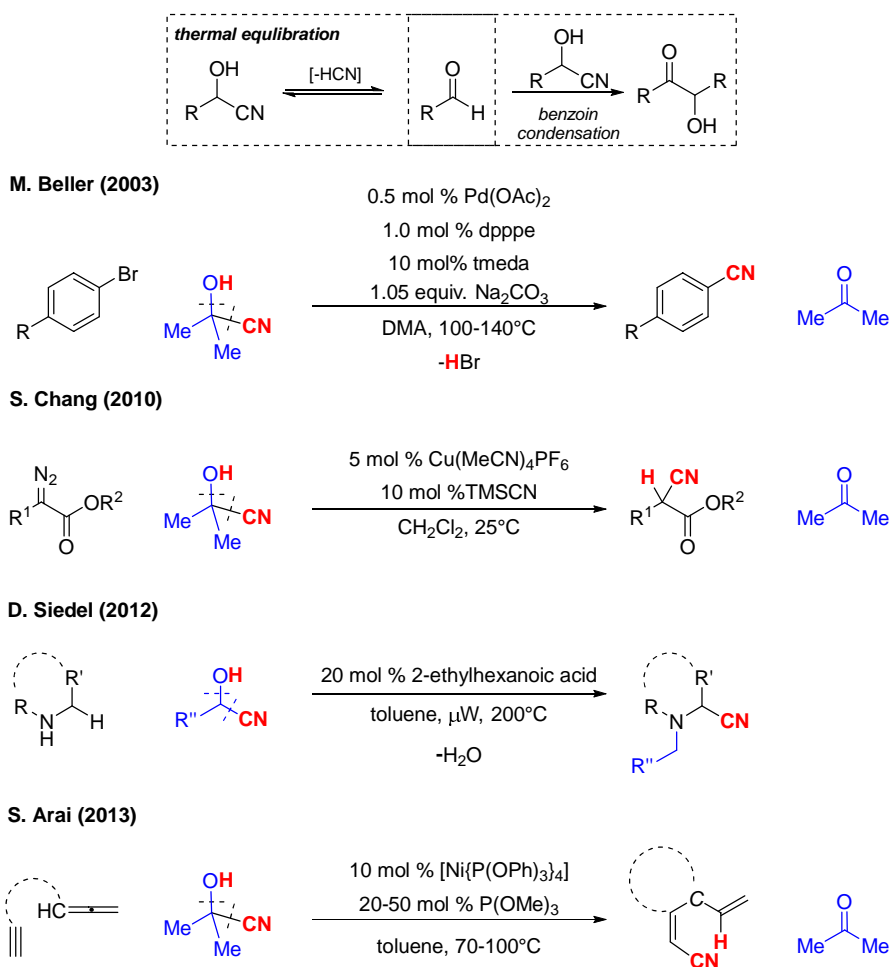 thermal equlibration
OH
R
CN
[-HCN]
O
R
H
OH
R
CN
benzoin
condensation
O
R
R
OH
M. Beller (2003)
Br
R
OH
Me
CN
Me
0.5 mol % Pd(OAc)2
1.0 mol % dpppe
10 mol% tmeda
1.05 equiv. Na2CO3
DMA, 100-140°C
-HBr
CN
R
O
Me
Me
S. Chang (2010)
N2
R1
OR2
O
OH
Me
CN
Me
5 mol % Cu(MeCN)4PF6
10 mol %TMSCN
CH2Cl2, 25°C
H
CN
R1
OR2
O
O
Me
Me
D. Siedel (2012)
R'
R
N
H
H
OH
R''
CN
20 mol % 2-ethylhexanoic acid
toluene, μW, 200°C
-H2O
R'
R
N
CN
R''
S. Arai (2013)
HC
OH
Me
CN
Me
10 mol % [Ni{P(OPh)3}4]
20-50 mol % P(OMe)3
toluene, 70-100°C
C
H
CN
O
Me
Me